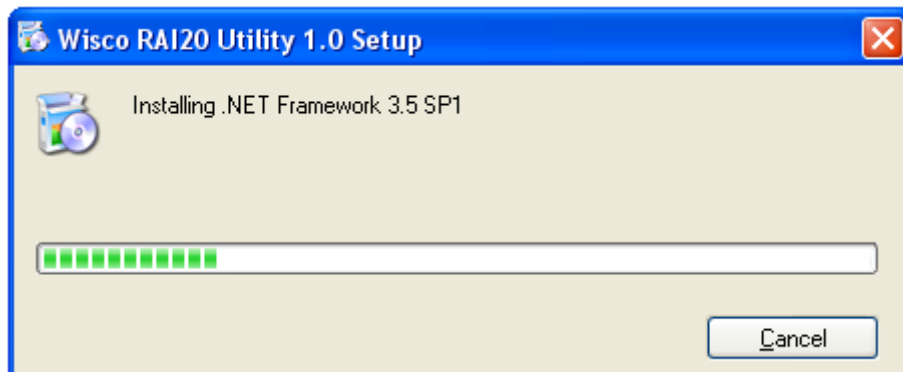 Wisco RAI20 Utility 1.0 Setup
Installing .NET Framework 3.5 SP1
Cancel